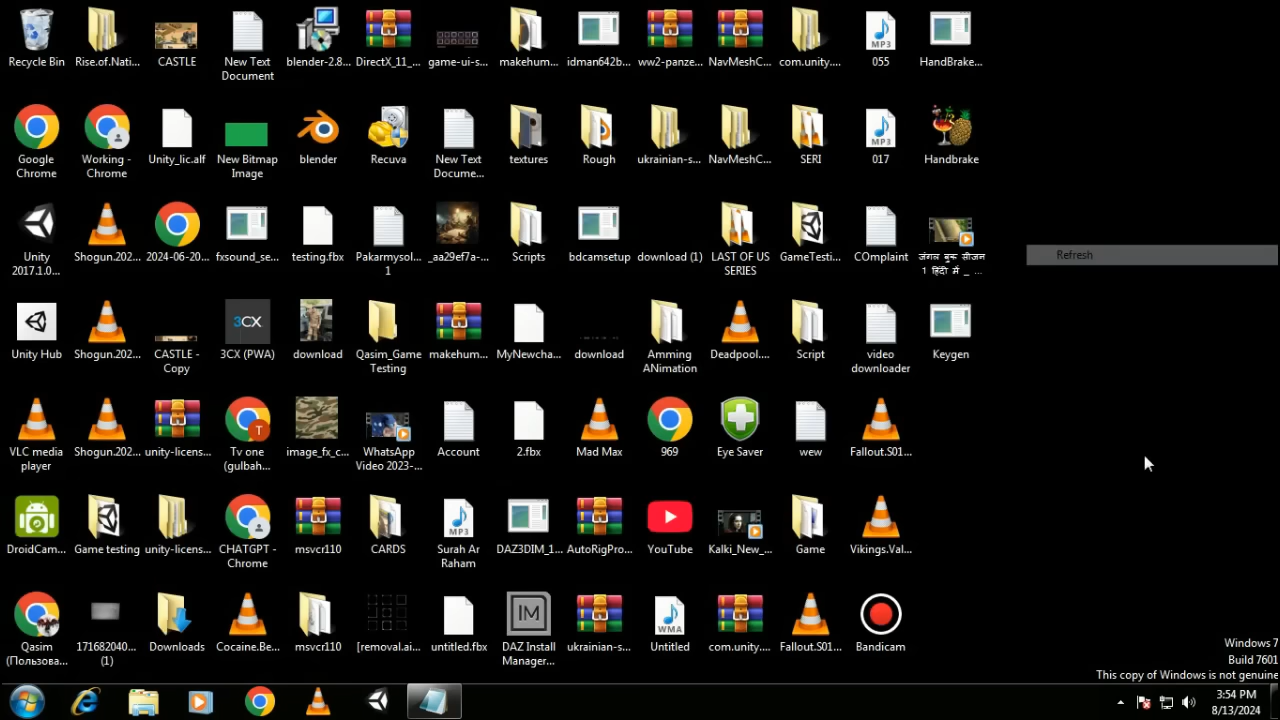 Recycle Bin
Rise.of.Nati...
CASTLE
New Text
Document
blender-2.8...
DirectX_11_...
game-ui-s...
makehum...
idman642b...
ww2-panze...
NavMeshC...
com.unity....
MP3
055
HandBrake...
Google
Chrome
Working -
Chrome
Unity_lic.alf
New Bitmap
Image
blender
Recuva
New Text
Docume...
textures
Rough
ukrainian-s...
NavMeshC...
SERI
MP3
017
Handbrake
Unity
2017.1.0...
Shogun.202...
2024-06-20...
fxsound_se...
testing.fbx
Pakarmysol...
1
_aa29ef7a-...
Scripts
bdcamsetup
download (1)
LAST OF US
SERIES
GameTesti...
COmplaint
जंगल बुक सीजन
1 हिंदी में _ ...
Refresh
Unity Hub
Shogun.202...
CASTLE -
Copy
3CX
3CX (PWA)
download
Qasim_Game
Testing
makehum...
MyNewcha...
download
Amming
ANimation
Deadpool....
Script
video
downloader
Keygen
VLC media
player
Shogun.202...
unity-licens...
T
Tv one
(gulbah...
image_fx_c...
WhatsApp
Video 2023-...
Account
2.fbx
Mad Max
969
Eye Saver
wew
Fallout.S01...
DroidCam...
Game testing
unity-licens...
CHATGPT -
Chrome
msvcr110
CARDS
MP3
Surah Ar
Raham
DAZ3DIM_1...
AutoRigPro...
YouTube
Kalki_New_...
Game
Vikings.Val...
Qasim
(Пользова...
171682040...
(1)
Downloads
Cocaine.Be...
msvcr110
[removal.ai...
untitled.fbx
IM
DAZ Install
Manager...
ukrainian-s...
WMA
Untitled
com.unity....
Fallout.S01...
Bandicam
Windows 7
Build 7601
This copy of Windows is not genuine
3:54 PM
8/13/2024